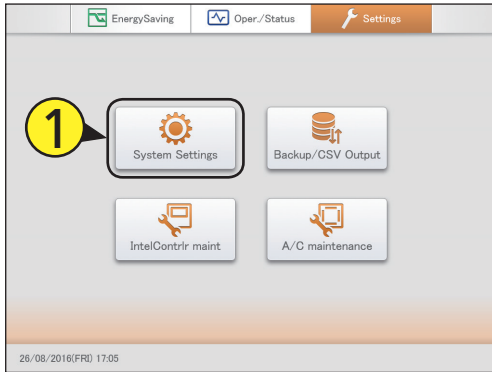 EnergySaving
Oper./Status
Settings
1
System Settings
Backup/CSV Output
IntelContrlr maint
A/C maintenance
26/08/2016(FRI) 17:05